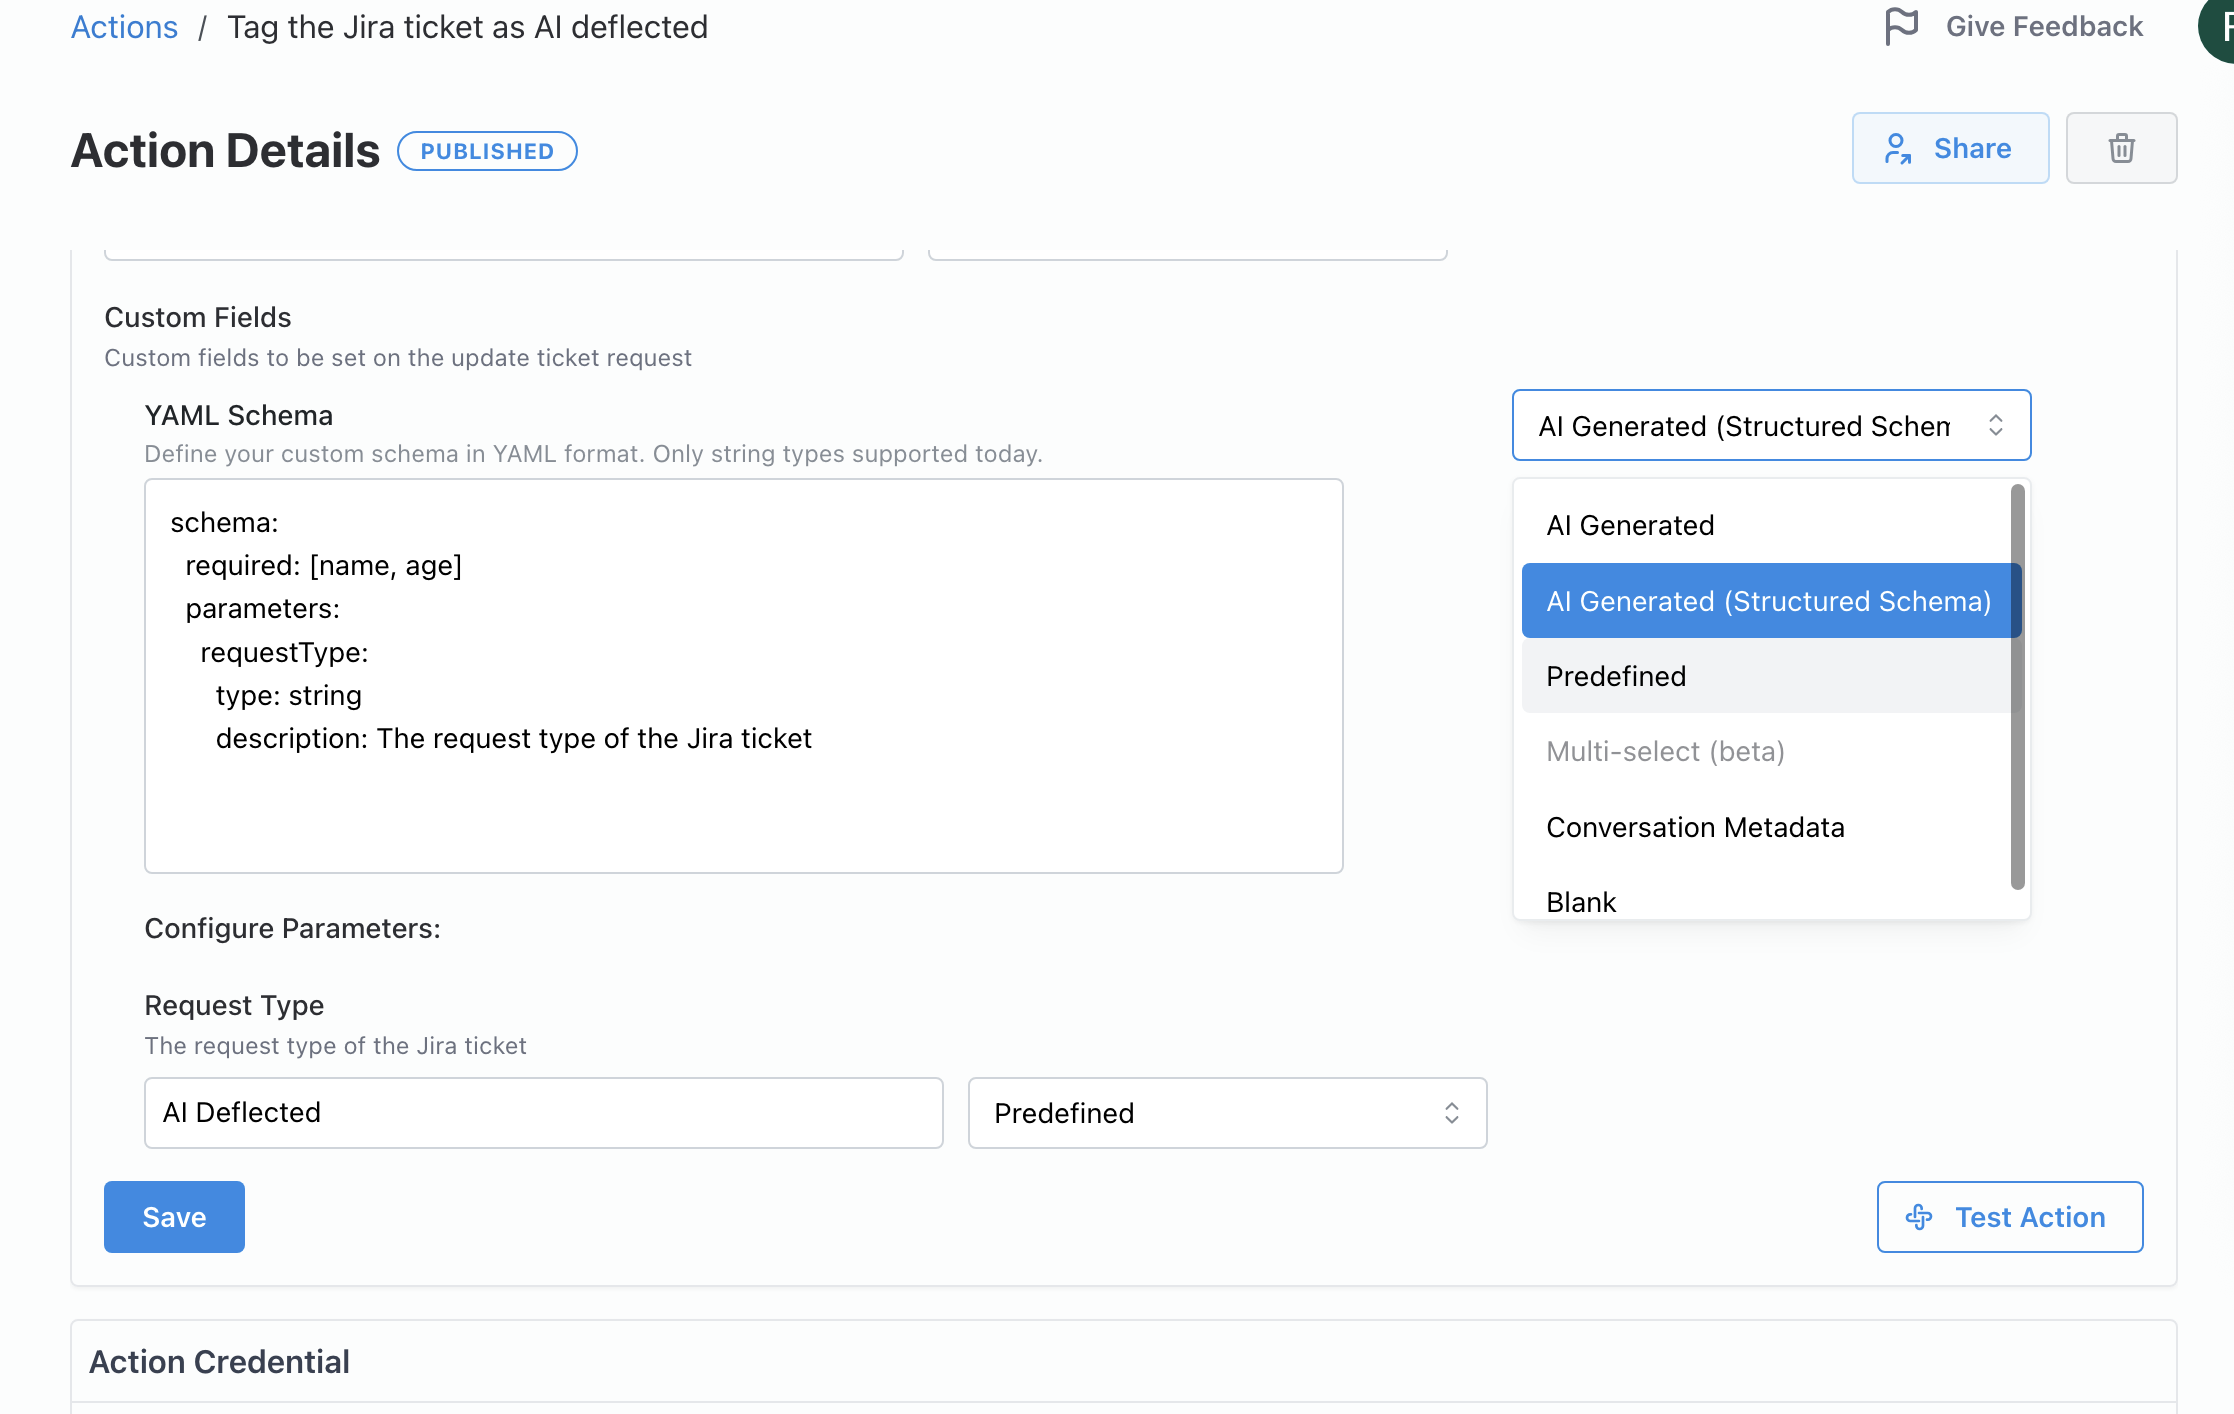 Actions / Tag the Jira ticket as AI deflected
Give Feedback
Action Details PUBLISHED
Share
Custom Fields
Custom fields to be set on the update ticket request
YAML Schema
Define your custom schema in YAML format. Only string types supported today.
AI Generated (Structured Schem
schema:
required: [name, age]
parameters:
requestType:
type: string
description: The request type of the Jira ticket
AI Generated
AI Generated (Structured Schema)
Predefined
Multi-select (beta)
Conversation Metadata
Blank
Configure Parameters:
Request Type
The request type of the Jira ticket
AI Deflected
Predefined
Save
Test Action
Action Credential